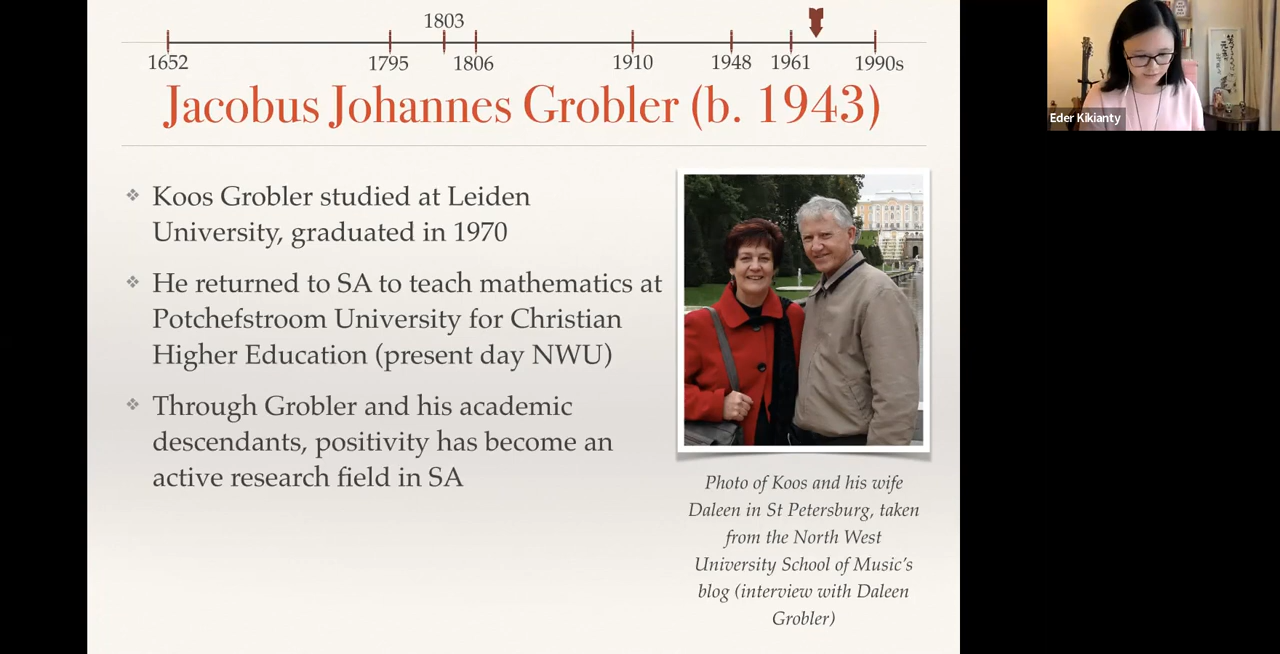 1803
1652 1795 1806 1910 1948 1961 1990s
Jacobus Johannes Grobler (b. 1943)
❖ Koos Grobler studied at Leiden
University, graduated in 1970
❖ He returned to SA to teach mathematics at
Potchefstroom University for Christian
Higher Education (present day NWU)
❖ Through Grobler and his academic
descendants, positivity has become an
active research field in SA
Photo of Koos and his wife
Daleen in St Petersburg, taken
from the North West
University School of Music's
blog (interview with Daleen
Grobler)
Eder Kikianty